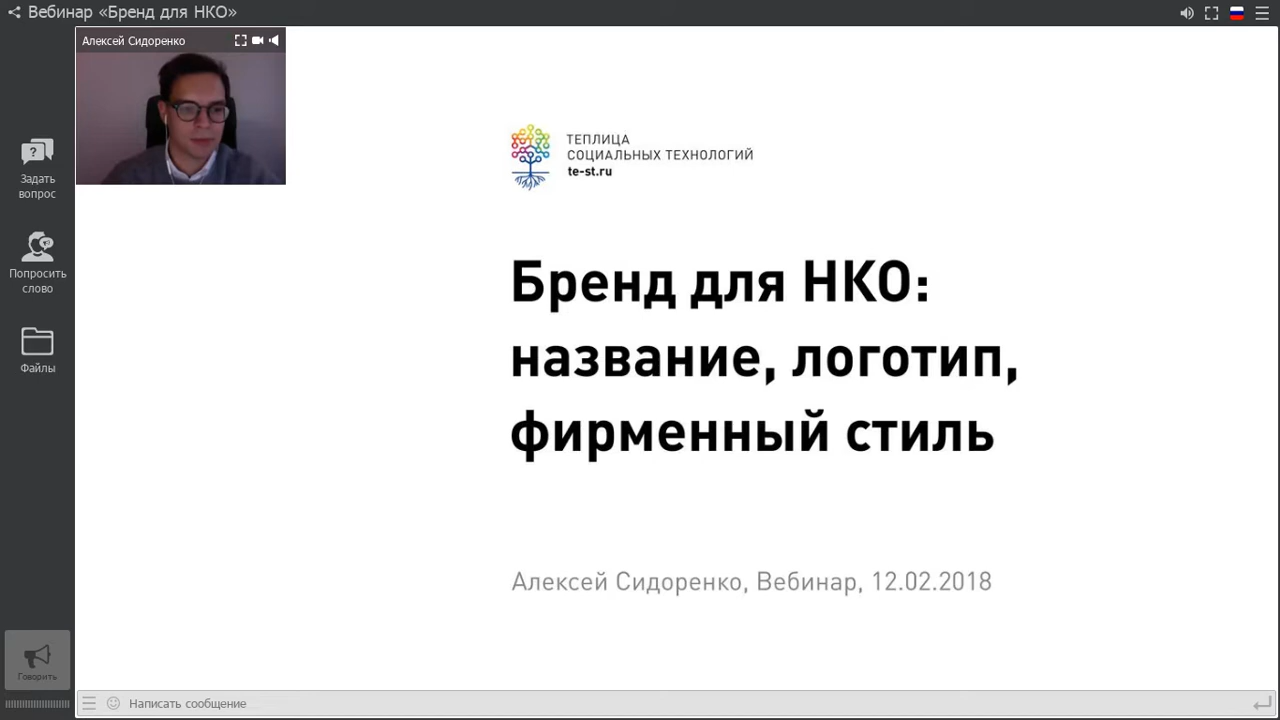 Вебинар «Бренд для НКО»
Алексей Сидоренко
Задать
вопрос
Попросить
слово
Файлы
Говорить
ТЕПЛИЦА
СОЦИАЛЬНЫХ ТЕХНОЛОГИЙ
te-st.ru
Бренд для НКО:
название, логотип,
фирменный стиль
Алексей Сидоренко, Вебинар, 12.02.2018
Написать сообщение